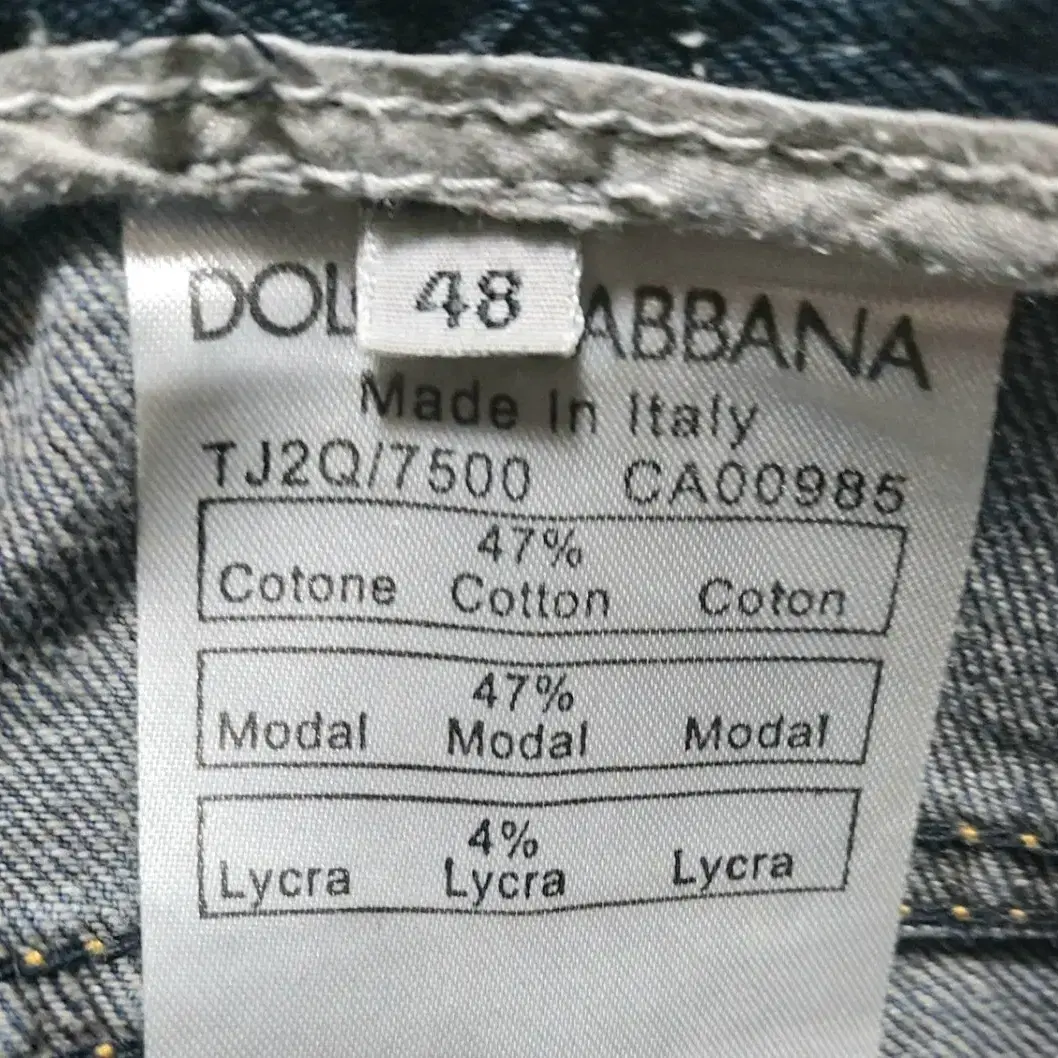 48
DOL ABBANA
Made In Italy
TJ2Q/7500 CA00985
47%
Cotone Cotton Coton
47%
Modal Modal Modal
4%
Lycra Lycra Lycra